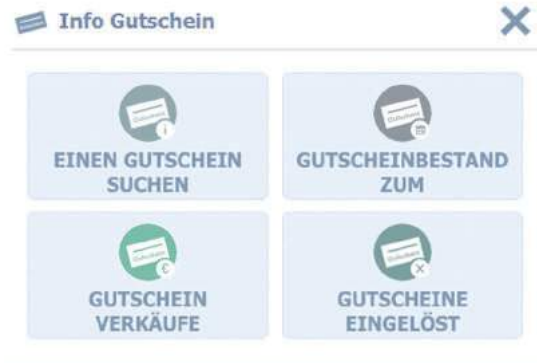 Info Gutschein
EINEN GUTSCHEIN
SUCHEN
GUTSCHEINBESTAND
ZUM
GUTSCHEIN
VERKÄUFE
GUTSCHEINE
EINGELÖST